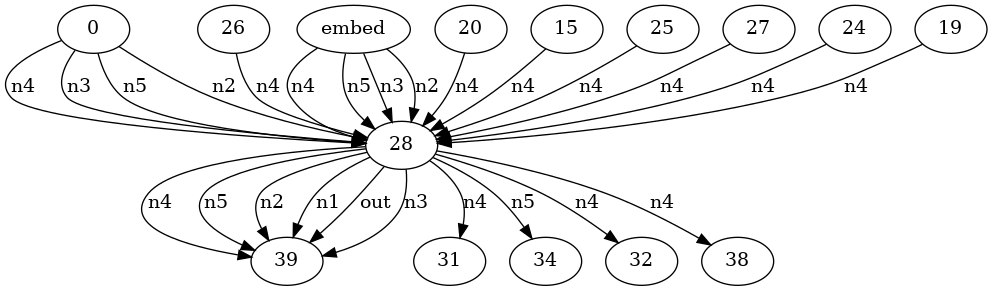 0 26 embed 20 15 25 27 24 19
n4 n3 n5 n2 n4 n4 n5 n3 n2 n4 n4 n4 n4 n4 n4
28
n4 n5 n2 n1 out n3 n4 n5 n4 n4
39 31 34 32 38